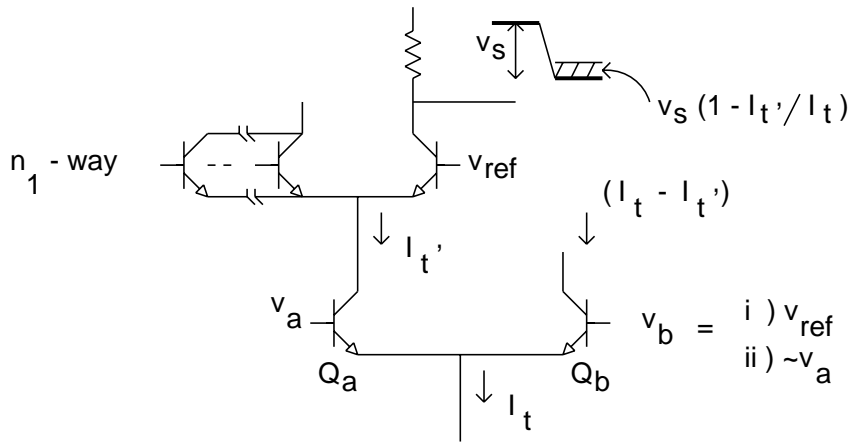 v_s
v_s (1 - I_t' / I_t)
n_1 - way
v_ref
(I_t - I_t')
I_t'
v_a
v_b = i ) v_ref
ii ) ~v_a
Q_a
Q_b
I_t